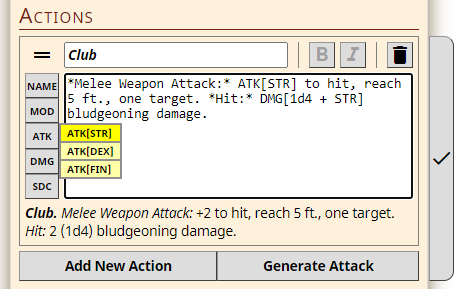 Actions
Club
B I
NAME
MOD
ATK
DMG
SDC
*Melee Weapon Attack:* ATK[STR] to hit, reach
5 ft., one target. *Hit:* DMG[1d4 + STR]
bludgeoning damage.
ATK[STR]
ATK[DEX]
ATK[FIN]
Club. Melee Weapon Attack: +2 to hit, reach 5 ft., one target.
Hit: 2 (1d4) bludgeoning damage.
Add New Action
Generate Attack